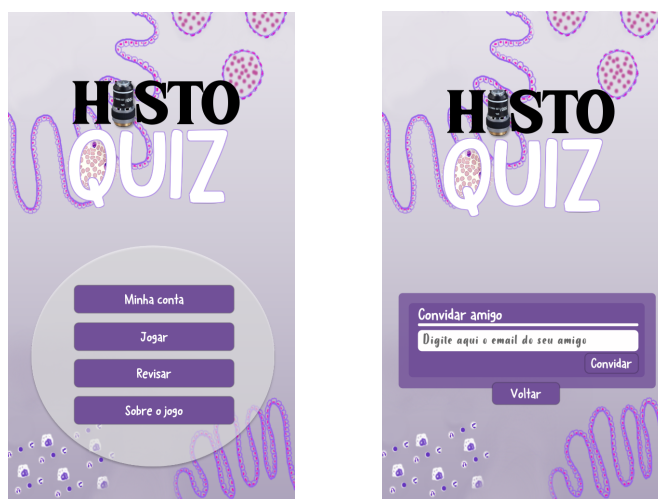 HISTO
QUIZ
Minha conta
Jogar
Revisar
Sobre o jogo
HISTO
QUIZ
Convidar amigo
Digite aqui o email do seu amigo
Convidar
Voltar